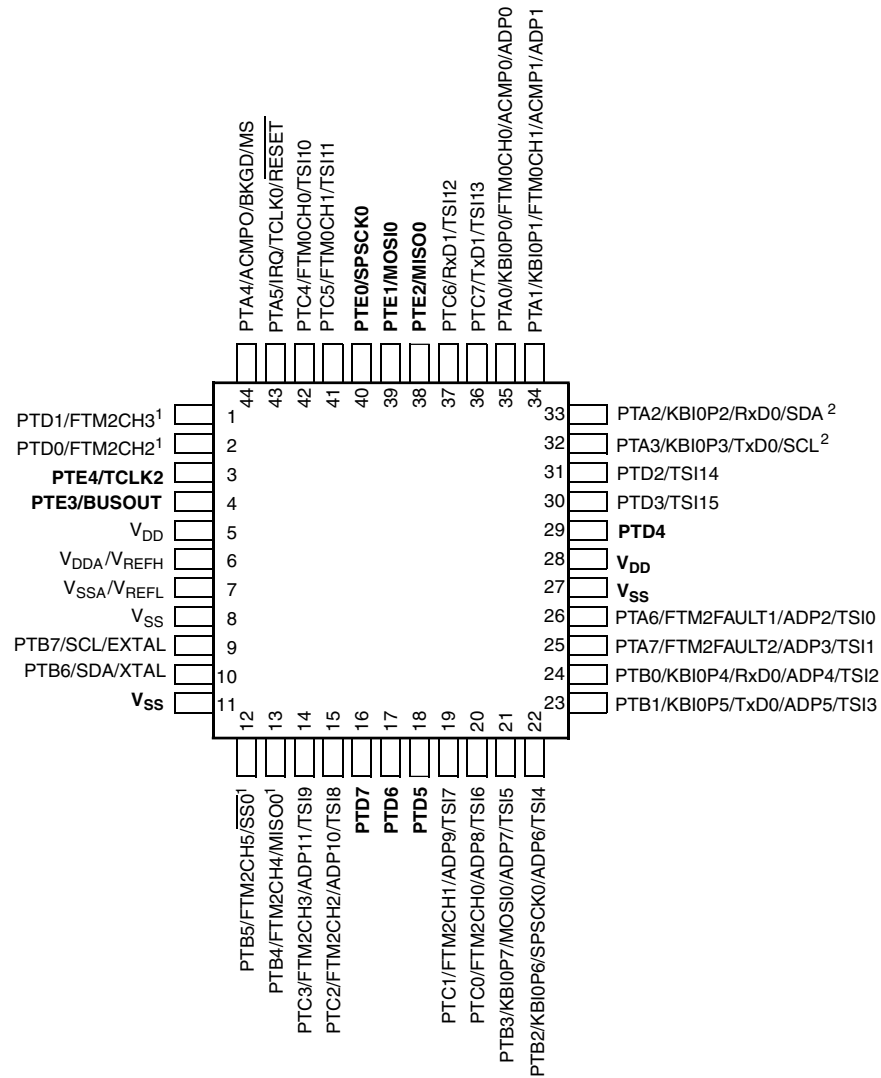 PTA4/ACMPO/BKGD/MS
PTA5/IRQ/TCLK0/RESET
PTC4/FTM0CH0/TSI10
PTC5/FTM0CH1/TSI11
PTE0/SPSCK0
PTE1/MOSI0
PTE2/MISO0
PTC6/RxD1/TSI12
PTC7/TxD1/TSI13
PTA0/KBI0P0/FTM0CH0/ACMP0/ADP0
PTA1/KBI0P1/FTM0CH1/ACMP1/ADP1
44
43
42
41
40
39
38
37
36
35
34
PTD1/FTM2CH3¹ 1
PTD0/FTM2CH2¹ 2
PTE4/TCLK2 3
PTE3/BUSOUT 4
VDD 5
VDDA/VREFH 6
VSSA/VREFL 7
VSS 8
PTB7/SCL/EXTAL 9
PTB6/SDA/XTAL 10
VSS 11
33 PTA2/KBI0P2/RxD0/SDA ²
32 PTA3/KBI0P3/TxD0/SCL²
31 PTD2/TSI14
30 PTD3/TSI15
29 PTD4
28 VDD
27 VSS
26 PTA6/FTM2FAULT1/ADP2/TSI0
25 PTA7/FTM2FAULT2/ADP3/TSI1
24 PTB0/KBI0P4/RxD0/ADP4/TSI2
23 PTB1/KBI0P5/TxD0/ADP5/TSI3
12
13
14
15
16
17
18
19
20
21
22
PTB5/FTM2CH5/SS0¹
PTB4/FTM2CH4/MISO0¹
PTC3/FTM2CH3/ADP11/TSI9
PTC2/FTM2CH2/ADP10/TSI8
PTD7
PTD6
PTD5
PTC1/FTM2CH1/ADP9/TSI7
PTC0/FTM2CH0/ADP8/TSI6
PTB3/KBI0P7/MOSI0/ADP7/TSI5
PTB2/KBI0P6/SPSCK0/ADP6/TSI4